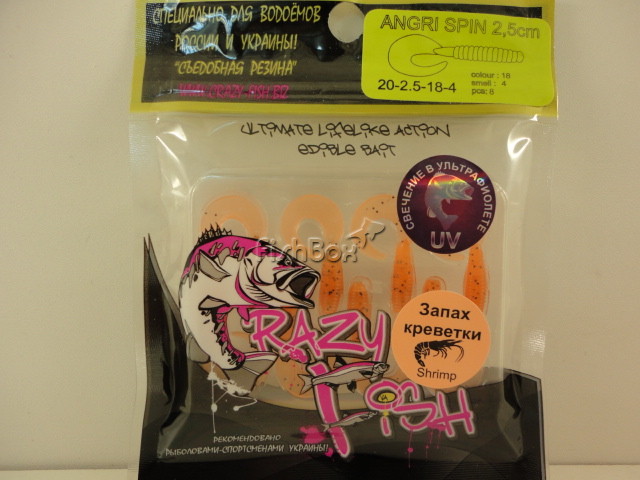 СПЕЦИАЛЬНО ДЛЯ ВОДОЁМОВ
РОССИИ И УКРАИНЫ!
"СЪЕДОБНАЯ РЕЗИНА"
ANGRI SPIN 2,5cm
20-2.5-18-4
colour : 18
smell : 4
pcs: 8
ULTIMATE LIFELIKE ACTION
EDIBLE BAIT
СВЕЧЕНИЕ В УЛЬТРАФИОЛЕТЕ
UV
FishBox
CRAZY
FISH
Запах
креветки
Shrimp
РЕКОМЕНДОВАНО
РЫБОЛОВАМИ-СПОРТСМЕНАМИ УКРАИНЫ!